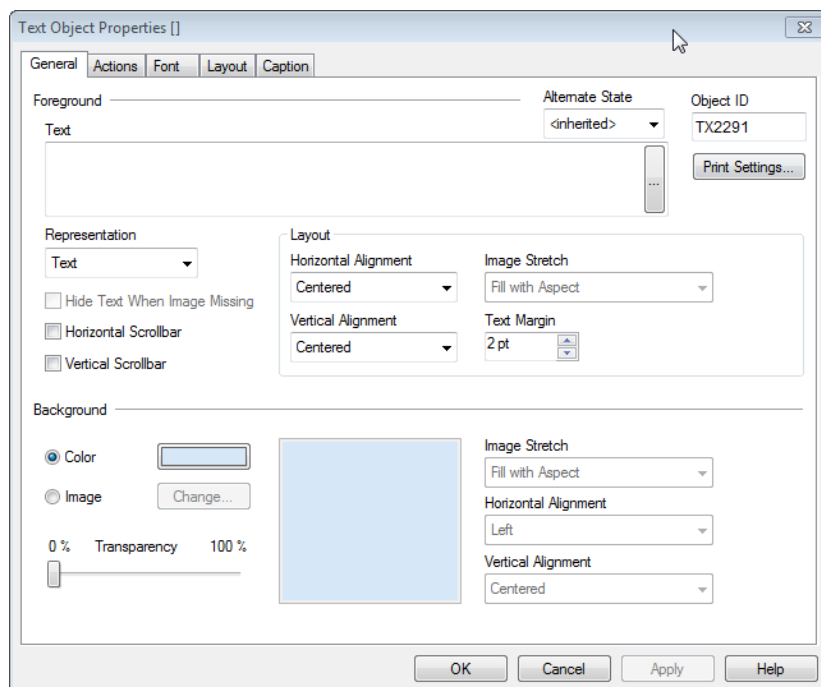 Text Object Properties []
General Actions Font Layout Caption
Foreground
Alternate State
Object ID
Text
<inherited>
TX2291
...
Print Settings...
Representation
Layout
Text
Horizontal Alignment
Image Stretch
Centered
Fill with Aspect
Hide Text When Image Missing
Vertical Alignment
Text Margin
Horizontal Scrollbar
Centered
2 pt
Vertical Scrollbar
Background
Color
Image Stretch
Fill with Aspect
Image
Change...
Horizontal Alignment
Left
0 % Transparency 100 %
Vertical Alignment
Centered
OK Cancel Apply Help